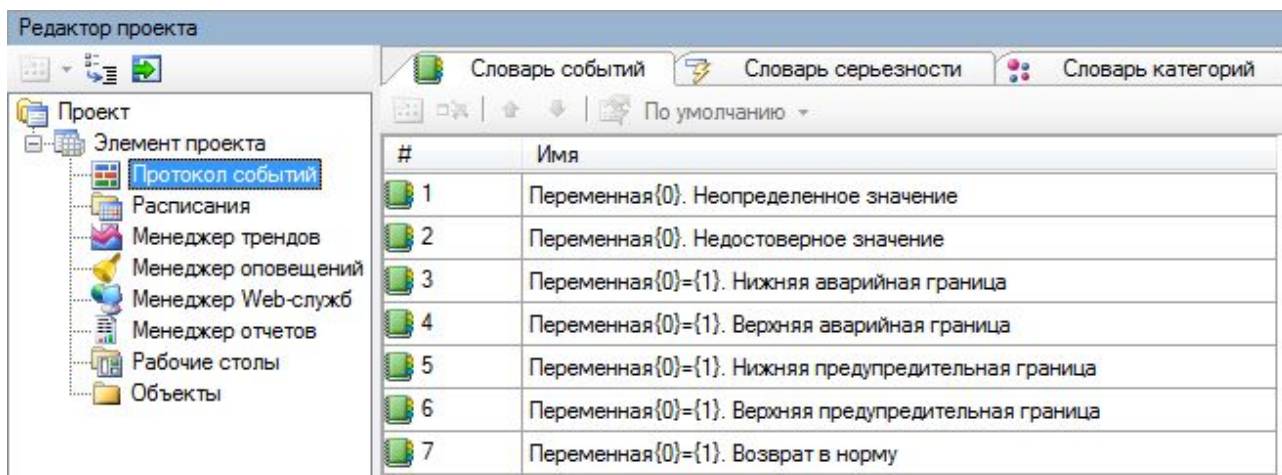 Редактор проекта
Словарь событий
Словарь серьезности
Словарь категорий
По умолчанию
Проект
Элемент проекта
Протокол событий
Расписания
Менеджер трендов
Менеджер оповещений
Менеджер Web-служб
Менеджер отчетов
Рабочие столы
Объекты
# Имя
1 Переменная{0}. Неопределенное значение
2 Переменная{0}. Недостоверное значение
3 Переменная{0}={1}. Нижняя аварийная граница
4 Переменная{0}={1}. Верхняя аварийная граница
5 Переменная{0}={1}. Нижняя предупредительная граница
6 Переменная{0}={1}. Верхняя предупредительная граница
7 Переменная{0}={1}. Возврат в норму